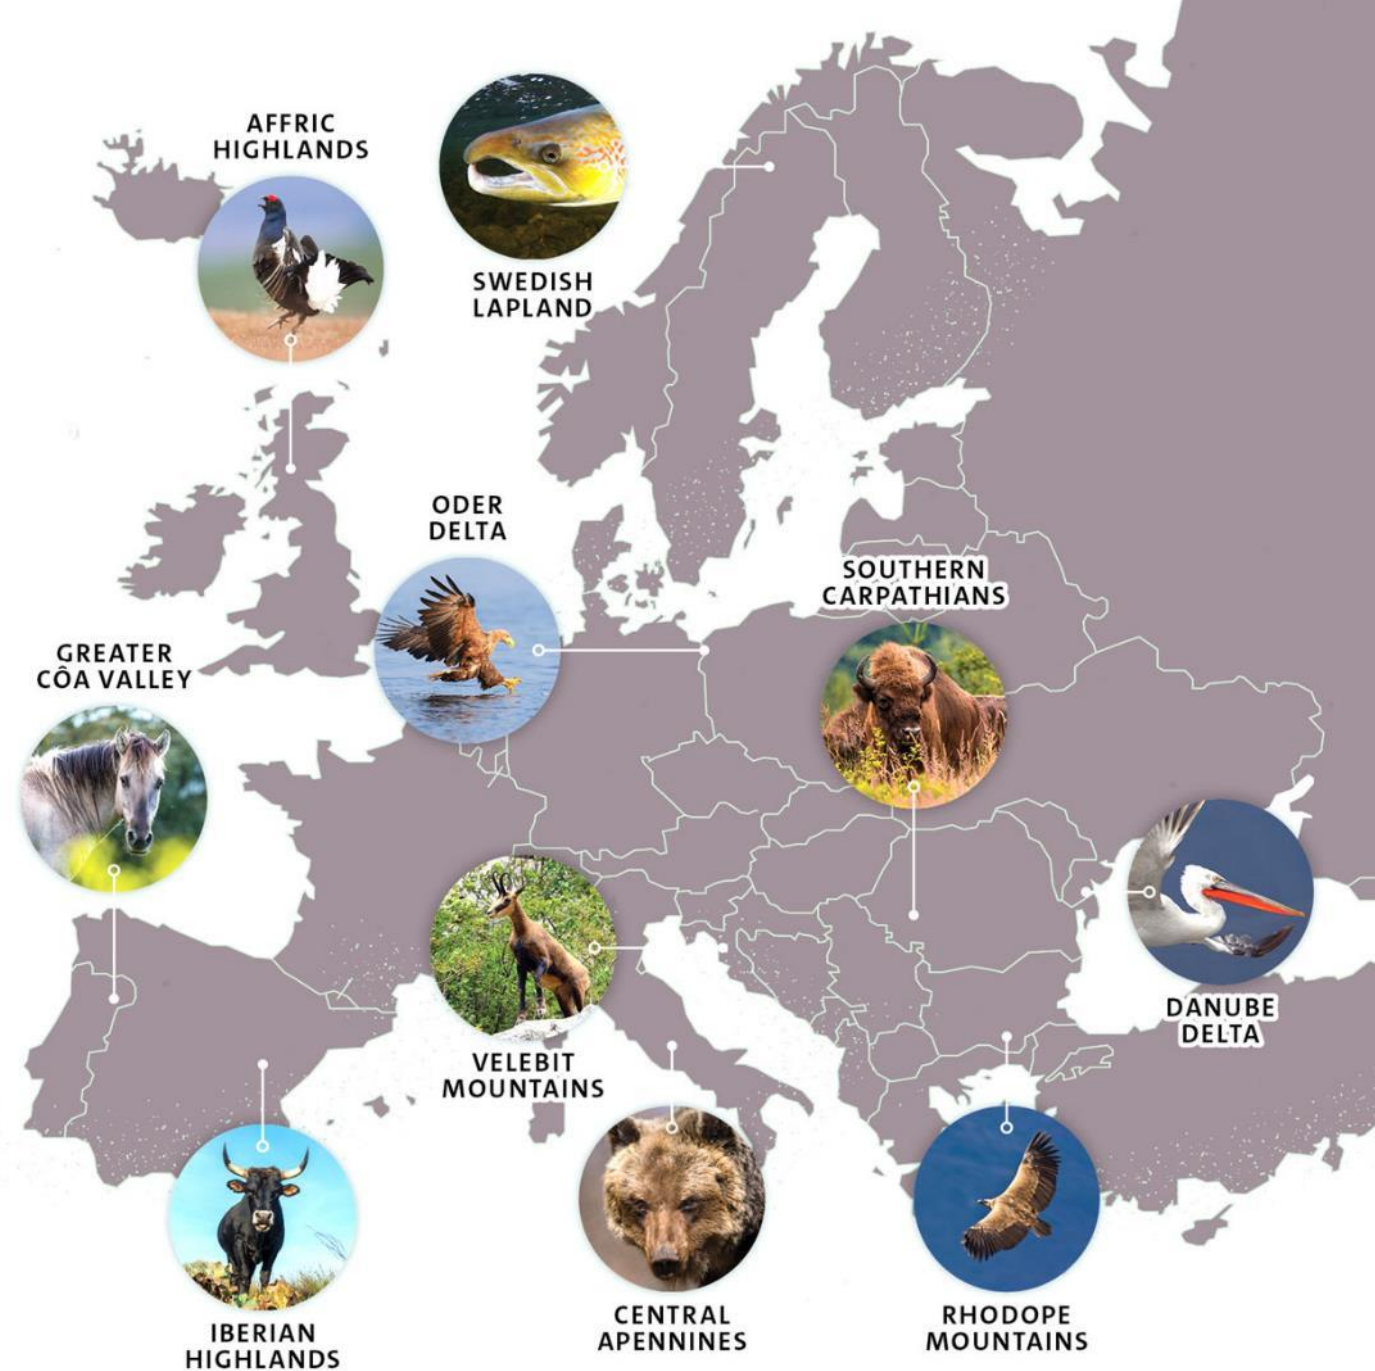 AFFRIC
HIGHLANDS
SWEDISH
LAPLAND
ODER
DELTA
SOUTHERN
CARPATHIANS
GREATER
CÔA VALLEY
DANUBE
DELTA
VELEBIT
MOUNTAINS
IBERIAN
HIGHLANDS
CENTRAL
APENNINES
RHODOPE
MOUNTAINS